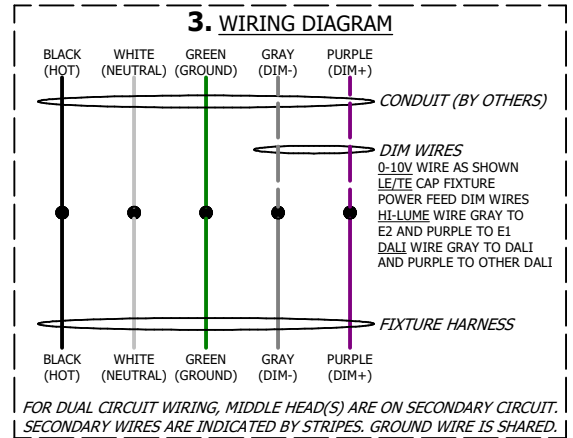 3. WIRING DIAGRAM
BLACK WHITE GREEN GRAY PURPLE
(HOT) (NEUTRAL) (GROUND) (DIM-) (DIM+)
CONDUIT (BY OTHERS)
DIM WIRES
0-10V WIRE AS SHOWN
LE/TE CAP FIXTURE
POWER FEED DIM WIRES
HI-LUME WIRE GRAY TO
E2 AND PURPLE TO E1
DALI WIRE GRAY TO DALI
AND PURPLE TO OTHER DALI
FIXTURE HARNESS
BLACK WHITE GREEN GRAY PURPLE
(HOT) (NEUTRAL) (GROUND) (DIM-) (DIM+)
FOR DUAL CIRCUIT WIRING, MIDDLE HEAD(S) ARE ON SECONDARY CIRCUIT.
SECONDARY WIRES ARE INDICATED BY STRIPES. GROUND WIRE IS SHARED.